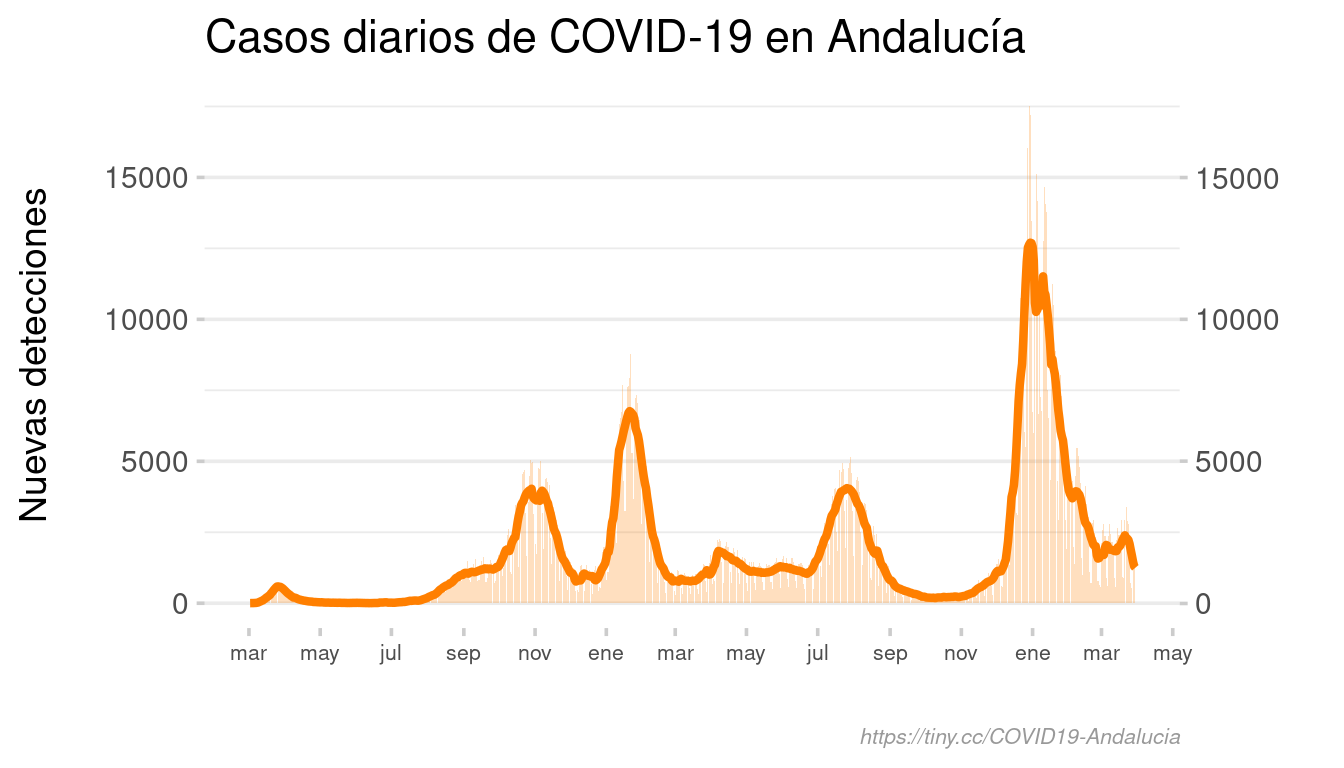 Casos diarios de COVID-19 en Andalucía
Nuevas detecciones
15000
10000
5000
0
15000
10000
5000
0
mar may jul sep nov ene mar may jul sep nov ene mar may
https://tiny.cc/COVID19-Andalucia